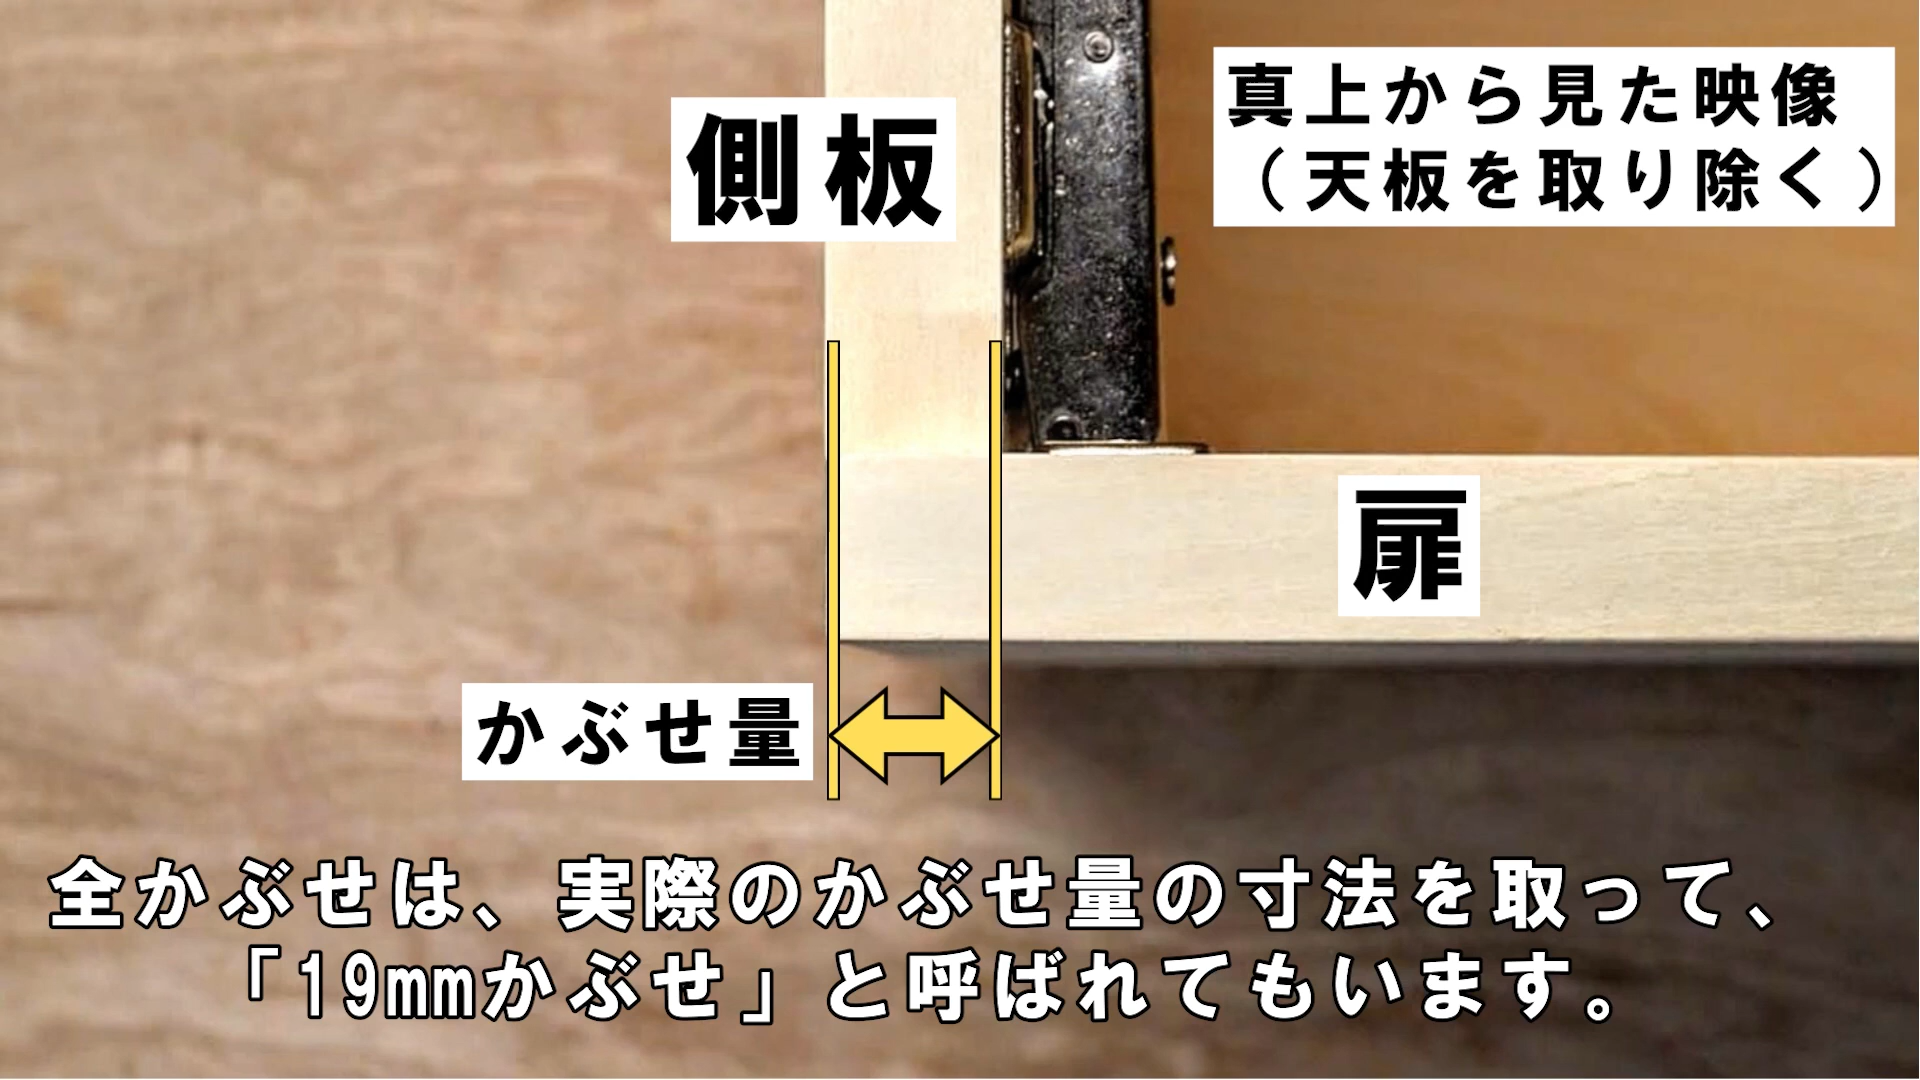 真上から見た映像
（天板を取り除く）
側板
扉
かぶせ量
全かぶせは、実際のかぶせ量の寸法を取って、
「19mmかぶせ」と呼ばれてもいます。